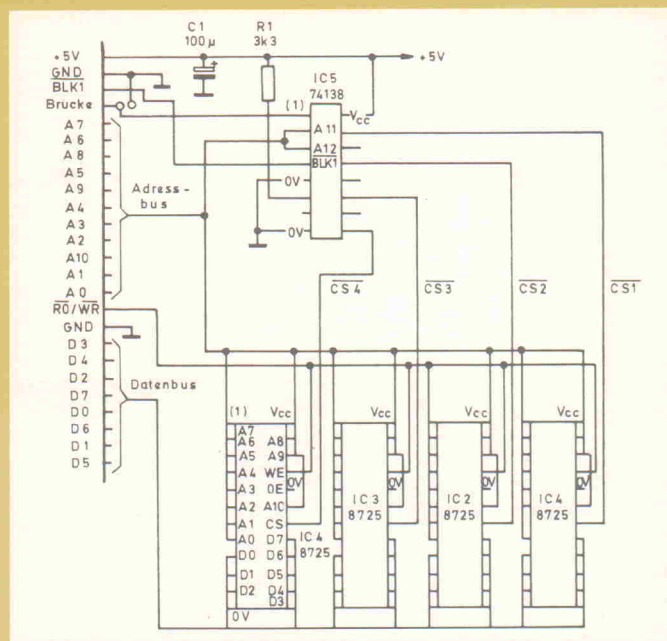 C1
100µ
R1
3k3
+5V
GND
BLK1
Brücke
A7
A6
A8
A5
A9
A4
A3
A2
A10
A1
A0
RO/WR
GND
D3
D4
D2
D7
D0
D6
D1
D5
Adress-
bus
Datenbus
+5V
IC5
74138
(1)
Vcc
A11
A12
BLK1
0V
0V
CS4
CS3
CS2
CS1
(1) Vcc
A7
A6 A8
A5 A9
A4 WE
A3 OE
A2 A10
A1 CS
A0 D7
D0 D6
D1 D5
D2 D4
D3
0V
0V
IC4
8725
Vcc
0V
IC3
8725
Vcc
0V
IC2
8725
Vcc
0V
IC4
8725